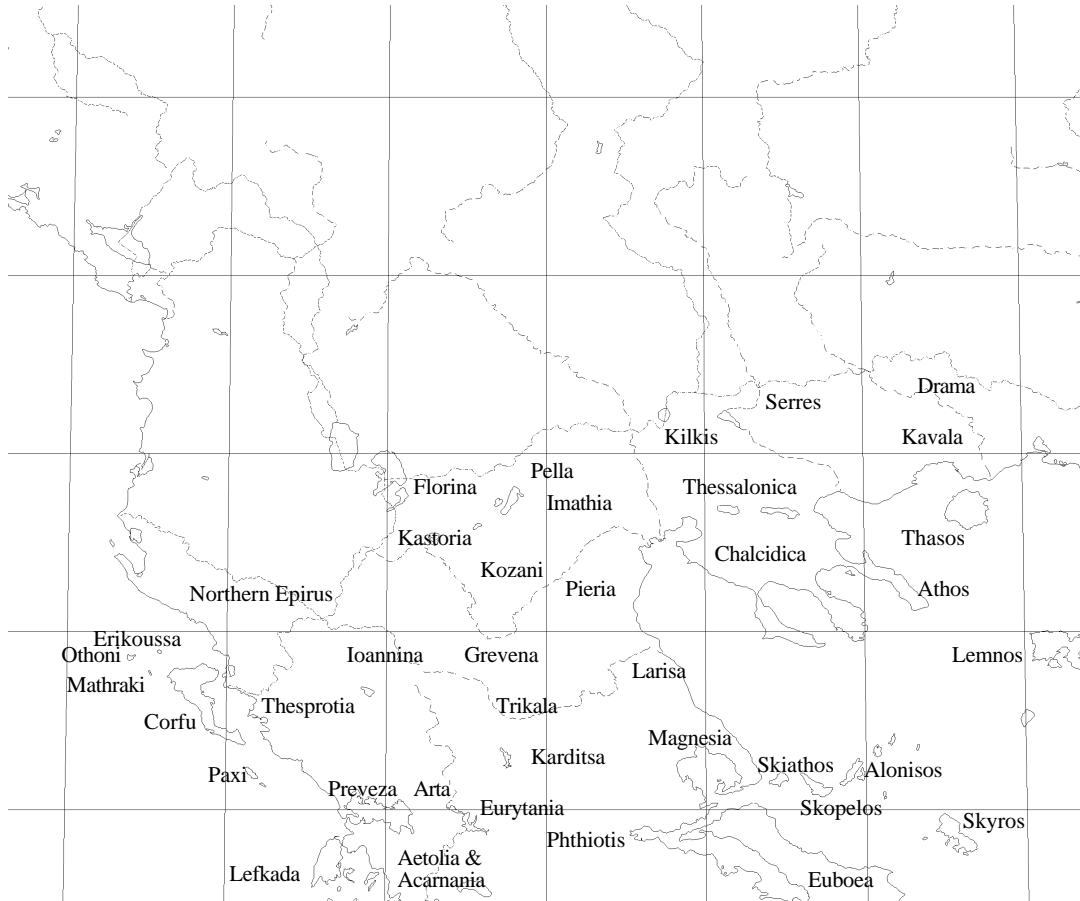 Drama
Serres
Kilkis
Kavala
Pella
Florina
Thessalonica
Imathia
Kastoria
Thasos
Chalcidica
Kozani
Pieria
Athos
Northern Epirus
Erikoussa
Othoni
Ioannina
Grevena
Lemnos
Larisa
Mathraki
Thesprotia
Trikala
Corfu
Magnesia
Karditsa
Skiathos
Alonisos
Paxi
Preveza
Arta
Eurytania
Skopelos
Skyros
Phthiotis
Aetolia &
Acarnania
Lefkada
Euboea